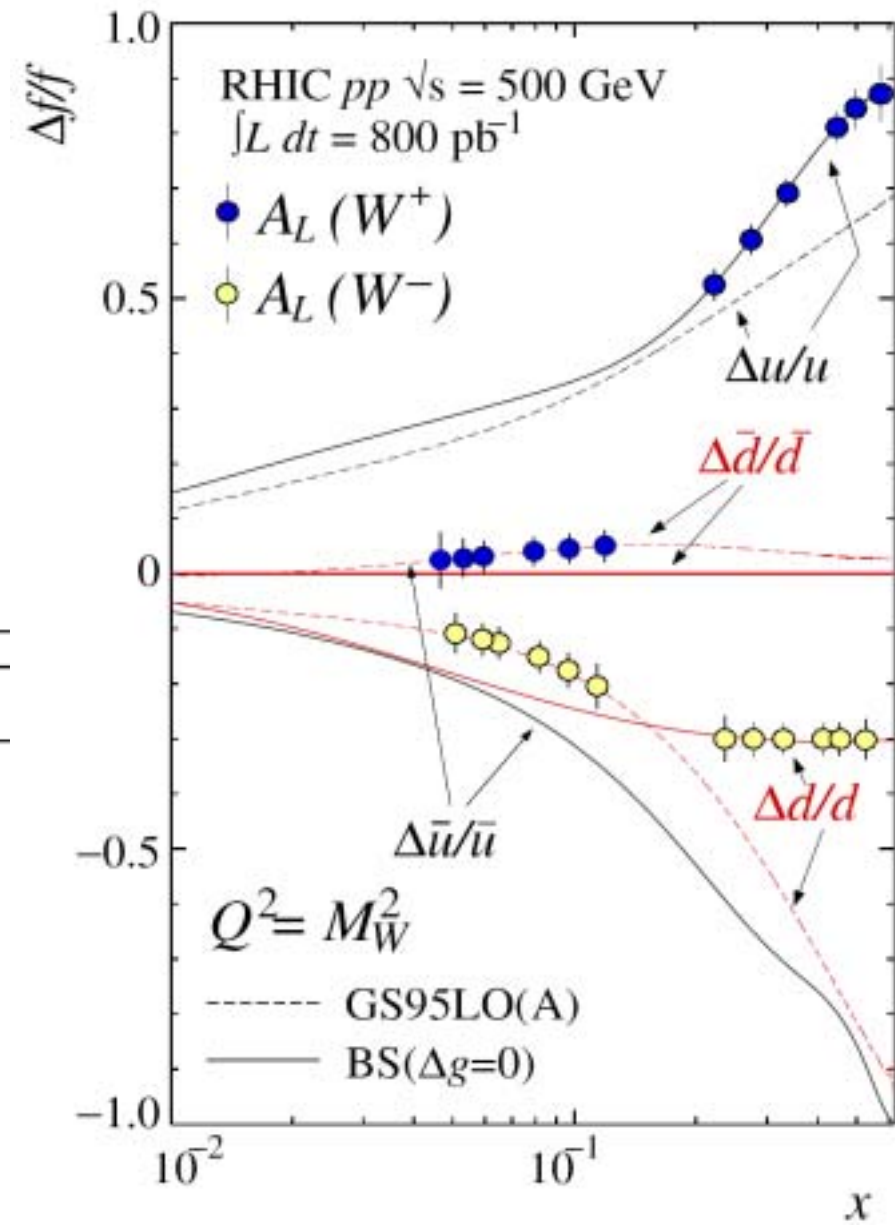 1.0
Δf/f
RHIC pp √s = 500 GeV
∫L dt = 800 pb⁻¹
A_L (W⁺)
A_L (W⁻)
0.5
Δu/u
Δd̄/d̄
0
Δd/d
Δū/ū
−0.5
Q² = M²_W
GS95LO(A)
BS(Δg=0)
−1.0
10⁻²
10⁻¹
x